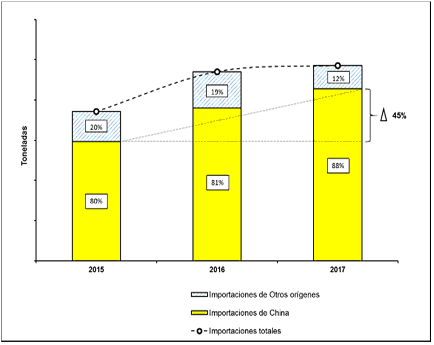 20%
19%
12%
Δ 45%
80%
81%
88%
Toneladas
2015
2016
2017
Importaciones de Otros orígenes
Importaciones de China
Importaciones totales